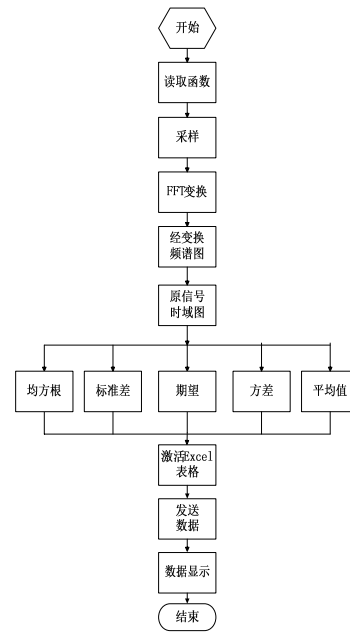 开始
读取函数
采样
FFT变换
经变换
频谱图
原信号
时域图
均方根
标准差
期望
方差
平均值
激活Excel
表格
发送
数据
数据显示
结束